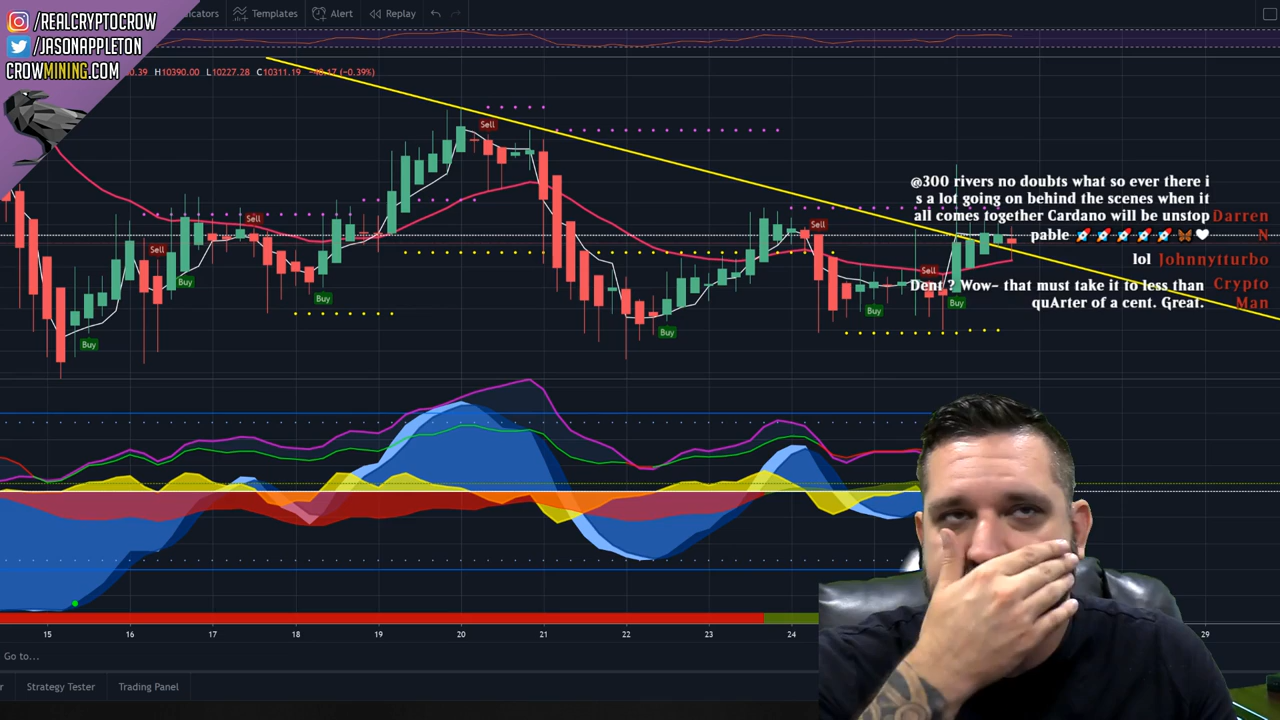 /REALCRYPTOCROW
/JASONAPPLETON
CROWMINING.COM
Templates
Alert
Replay
H10390.00 L10227.28 C10311.19
(−0.39%)
Sell
Sell
Sell
Sell
Sell
Buy
Buy
Buy
Buy
Buy
Buy
@300 rivers no doubts what so ever there i
s a lot going on behind the scenes when it
all comes together Cardano will be unstop Darren
pable 🚀🚀🚀🚀🚀🦋🤍 N
lol Johnnytturbo
Dent ? Wow- that must take it to less than Crypto
quArter of a cent. Great. Man
15 16 17 18 19 20 21 22 23 24 29
Go to...
Strategy Tester Trading Panel